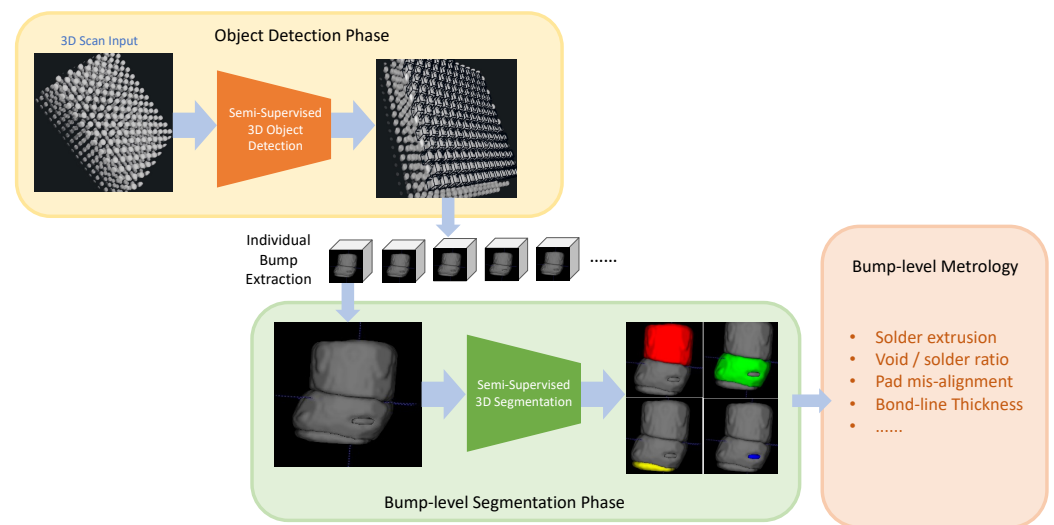 Object Detection Phase
3D Scan Input
Semi-Supervised
3D Object
Detection
Individual
Bump
Extraction
......
Semi-Supervised
3D Segmentation
Bump-level Segmentation Phase
Bump-level Metrology
• Solder extrusion
• Void / solder ratio
• Pad mis-alignment
• Bond-line Thickness
• ......